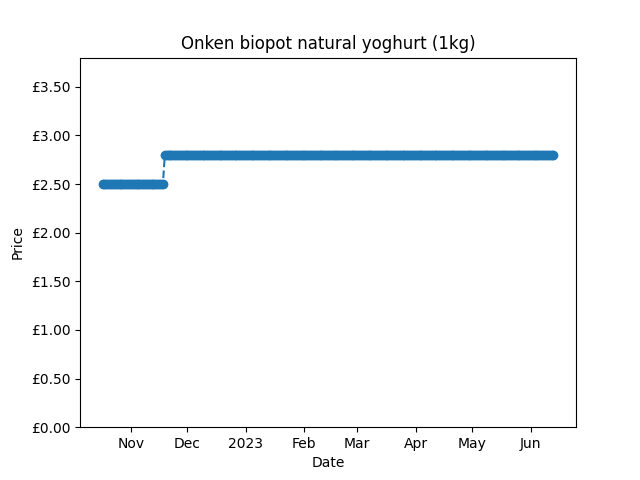 Onken biopot natural yoghurt (1kg)
£3.50
£3.00
£2.50
£2.00
£1.50
£1.00
£0.50
£0.00
Price
Nov Dec 2023 Feb Mar Apr May Jun
Date